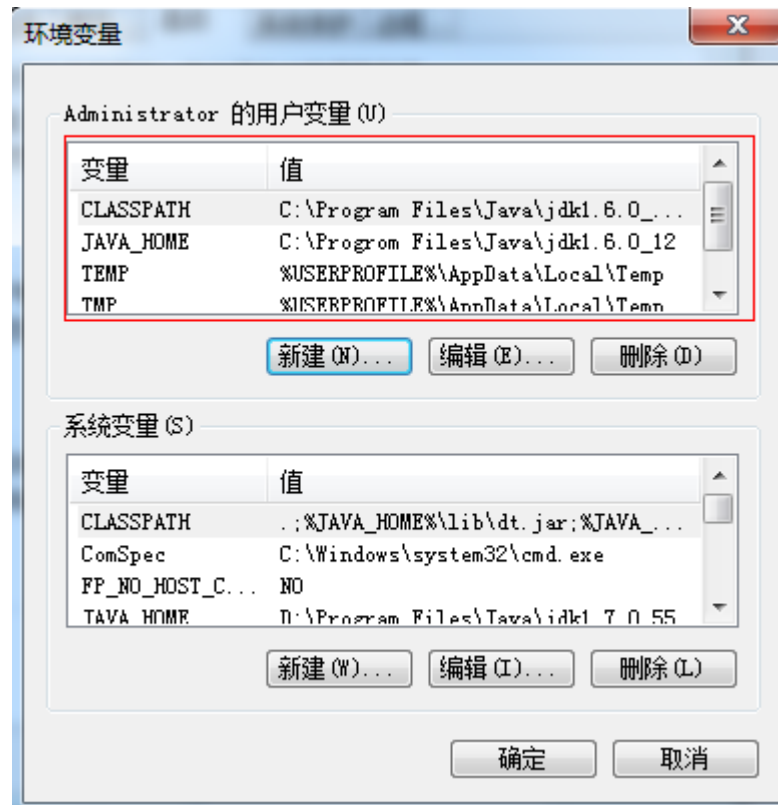 环境变量
Administrator 的用户变量(U)
变量 值
CLASSPATH C:\Program Files\Java\jdk1.6.0_...
JAVA_HOME C:\Progrom Files\Java\jdk1.6.0_12
TEMP %USERPROFILE%\AppData\Local\Temp
TMP %USERPROFILE%\AppData\Local\Temp
新建(N)... 编辑(E)... 删除(D)
系统变量(S)
变量 值
CLASSPATH .;%JAVA_HOME%\lib\dt.jar;%JAVA_...
ComSpec C:\Windows\system32\cmd.exe
FP_NO_HOST_C... NO
JAVA_HOME D:\Program Files\Java\jdk1.7.0_55
新建(W)... 编辑(I)... 删除(L)
确定 取消